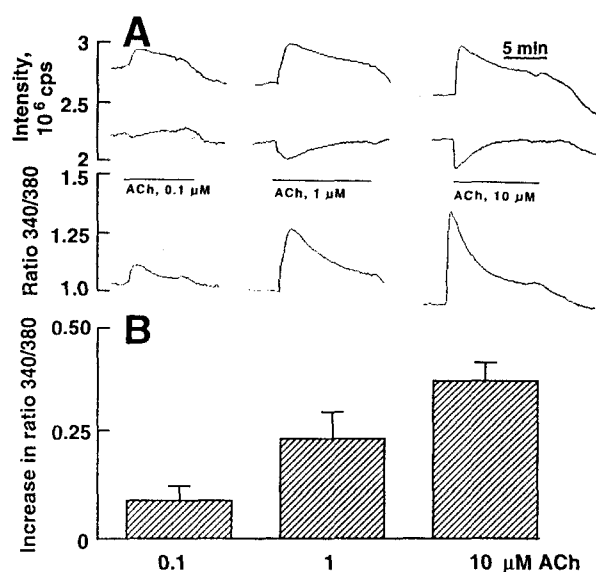 A
Intensity,
10⁶ cps
3
2.5
2
5 min
Ratio 340/380
1.5
1.25
1.0
ACh, 0.1 µM
ACh, 1 µM
ACh, 10 µM
B
Increase in ratio 340/380
0.50
0.25
0
0.1
1
10 µM ACh